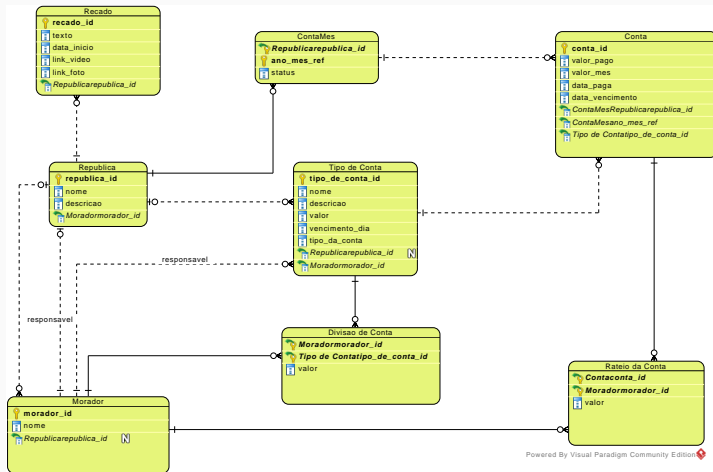 Recado
recado_id
texto
data_inicio
link_video
link_foto
Republicarepublica_id
ContaMes
Republicarepublica_id
ano_mes_ref
status
Conta
conta_id
valor_pago
valor_mes
data_paga
data_vencimento
ContaMesRepublicarepublica_id
ContaMesano_mes_ref
Tipo de Contatipo_de_conta_id
Republica
republica_id
nome
descricao
Moradormorador_id
Tipo de Conta
tipo_de_conta_id
nome
descricao
valor
vencimento_dia
tipo_da_conta
Republicarepublica_id N
Moradormorador_id
responsavel
responsavel
Divisao de Conta
Moradormorador_id
Tipo de Contatipo_de_conta_id
valor
Rateio da Conta
Contaconta_id
Moradormorador_id
valor
Morador
morador_id
nome
Republicarepublica_id N
Powered By Visual Paradigm Community Edition